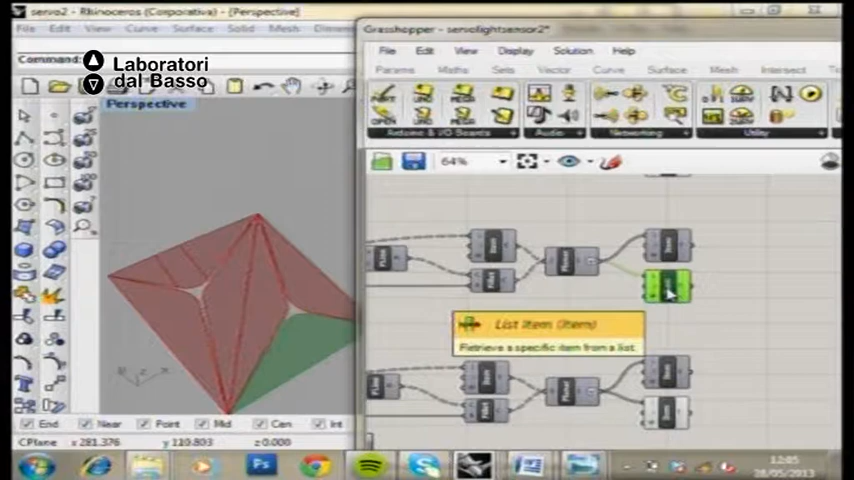 servo2 - Rhinoceros (Corporativa) - [Perspective]
File Edit View Curve Surface Solid Mesh Dimens
Command:
Laboratori
dal Basso
Perspective
Grasshopper - servolightsensor2*
File Edit View Display Solution Help
Params Maths Sets Vector Curve Surface Mesh Intersect
Arduino & I/O Boards
Audio
Networking
Utility
64%
List Item (Item)
Retrieve a specific item from a list.
End Near Point Mid Cen Int
CPlane x 281.376 y 110.803 z 0.000
12:05
28/05/2013